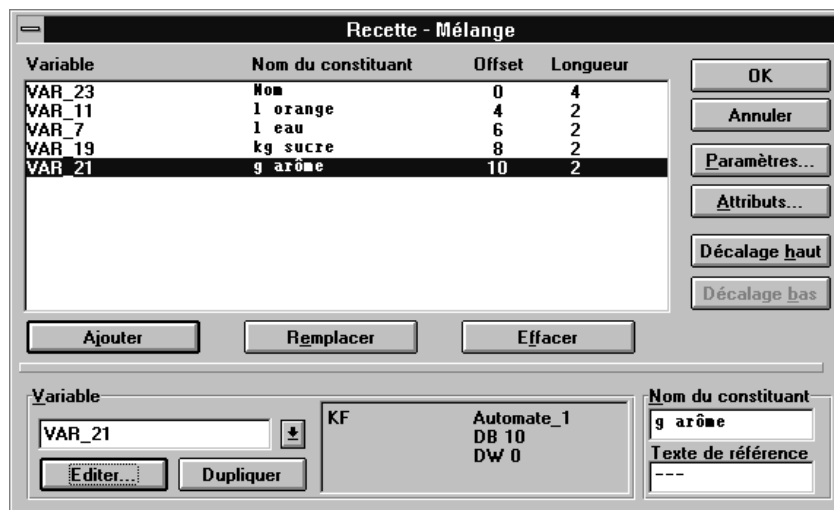 Recette - Mélange
Variable Nom du constituant Offset Longueur
VAR_23 Nom 0 4
VAR_11 l orange 4 2
VAR_7 l eau 6 2
VAR_19 kg sucre 8 2
VAR_21 g arôme 10 2
OK
Annuler
Paramètres...
Attributs...
Décalage haut
Décalage bas
Ajouter Remplacer Effacer
Variable
VAR_21
Editer... Dupliquer
KF Automate_1
DB 10
DW 0
Nom du constituant
g arôme
Texte de référence
---